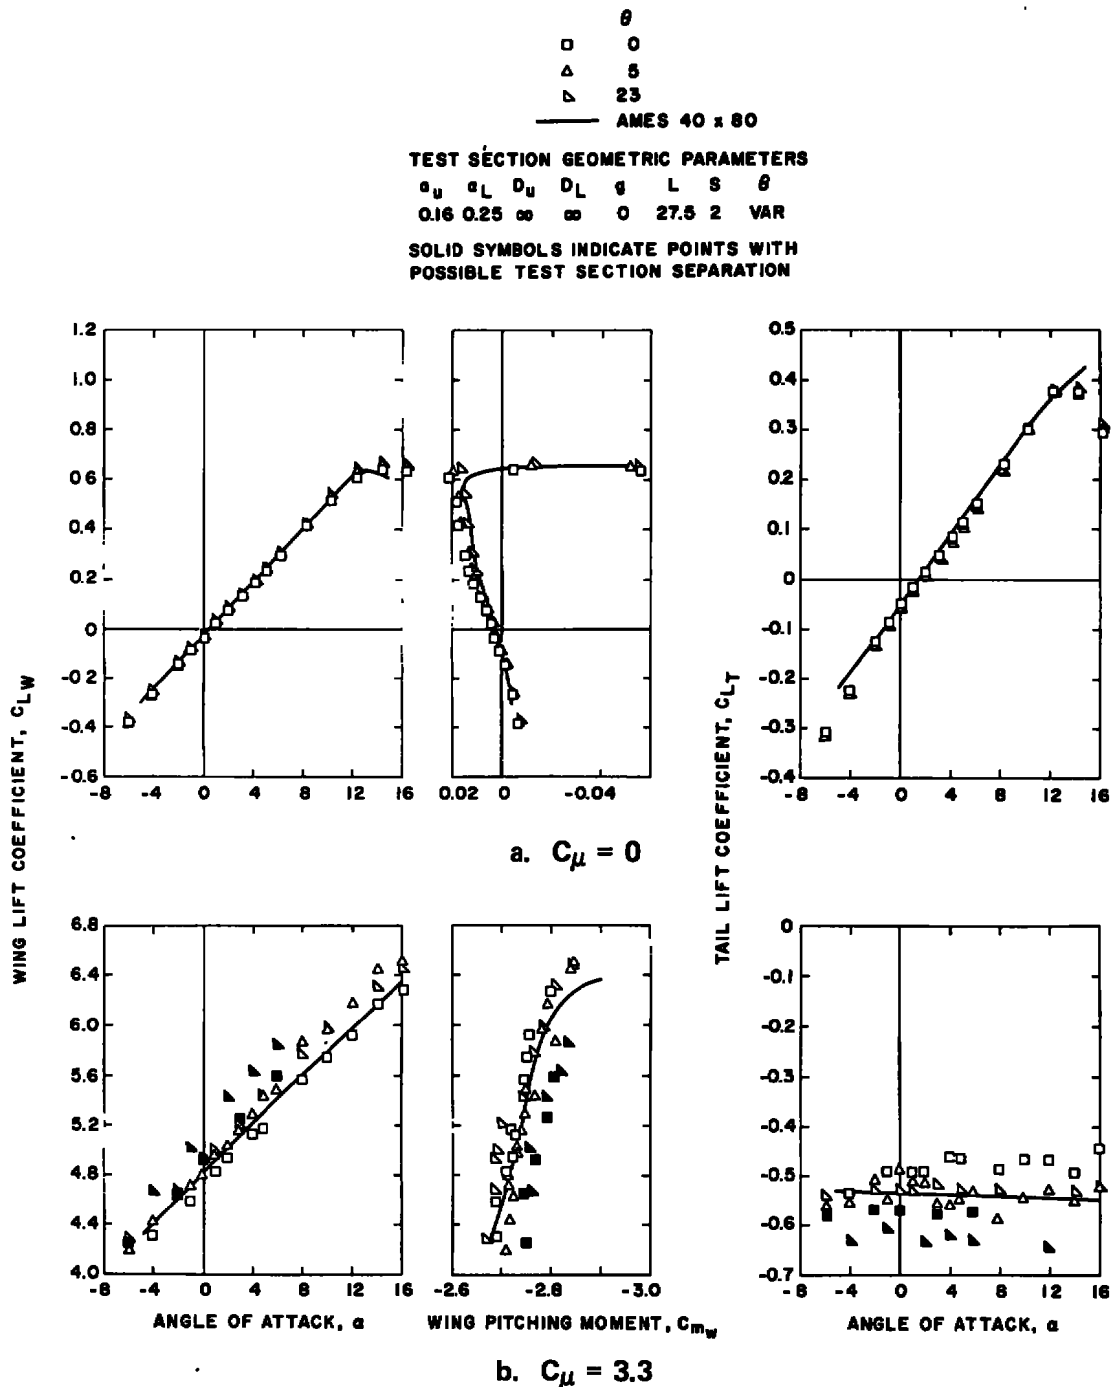 θ
0
5
23
AMES 40 x 80
TEST SECTION GEOMETRIC PARAMETERS
a_u a_L D_u D_L g L S θ
0.16 0.25 ∞ ∞ 0 27.5 2 VAR
SOLID SYMBOLS INDICATE POINTS WITH
POSSIBLE TEST SECTION SEPARATION
WING LIFT COEFFICIENT, C_LW
1.2
1.0
0.8
0.6
0.4
0.2
0
-0.2
-0.4
-0.6
-8 -4 0 4 8 12 16
0.02 0 -0.04
TAIL LIFT COEFFICIENT, C_LT
0.5
0.4
0.3
0.2
0.1
0
-0.1
-0.2
-0.3
-0.4
-8 -4 0 4 8 12 16
a. Cμ = 0
6.8
6.4
6.0
5.6
5.2
4.8
4.4
4.0
-8 -4 0 4 8 12 16
ANGLE OF ATTACK, α
-2.6 -2.8 -3.0
WING PITCHING MOMENT, C_mw
0
-0.1
-0.2
-0.3
-0.4
-0.5
-0.6
-0.7
-8 -4 0 4 8 12 16
ANGLE OF ATTACK, α
b. Cμ = 3.3